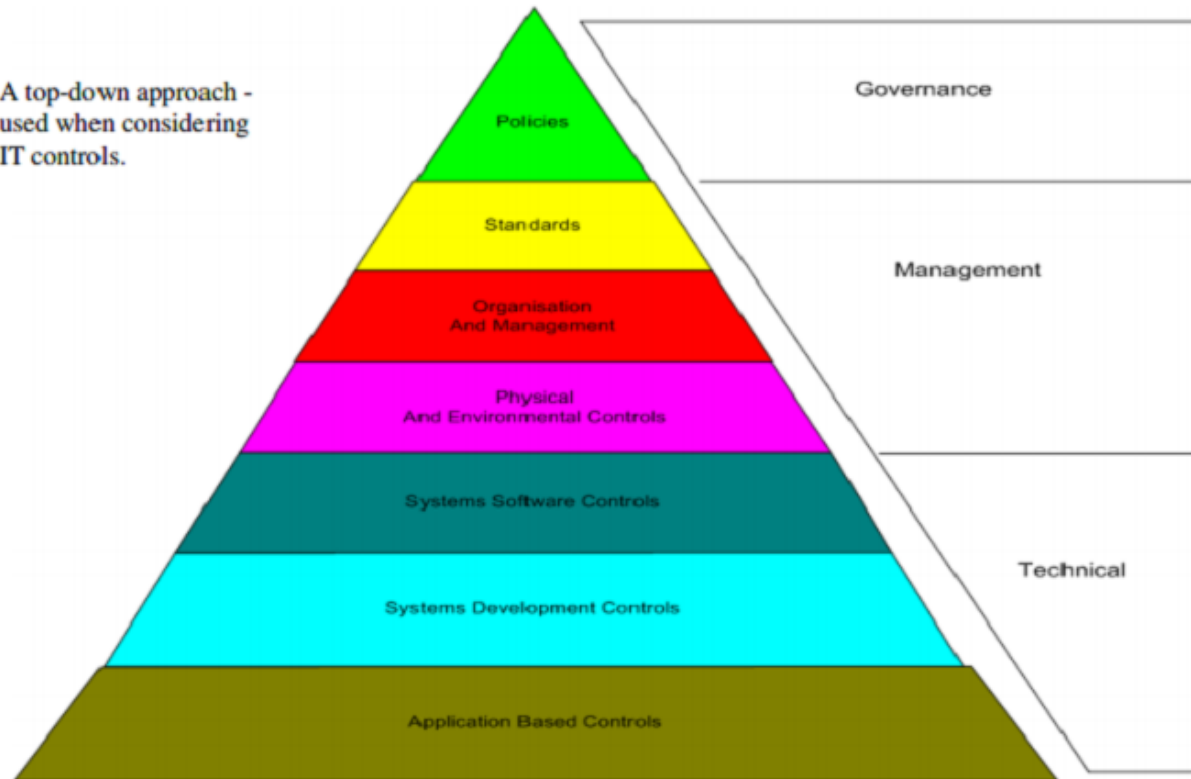 A top-down approach -
used when considering
IT controls.
Policies
Governance
Standards
Management
Organisation
And Management
Physical
And Environmental Controls
Systems Software Controls
Technical
Systems Development Controls
Application Based Controls